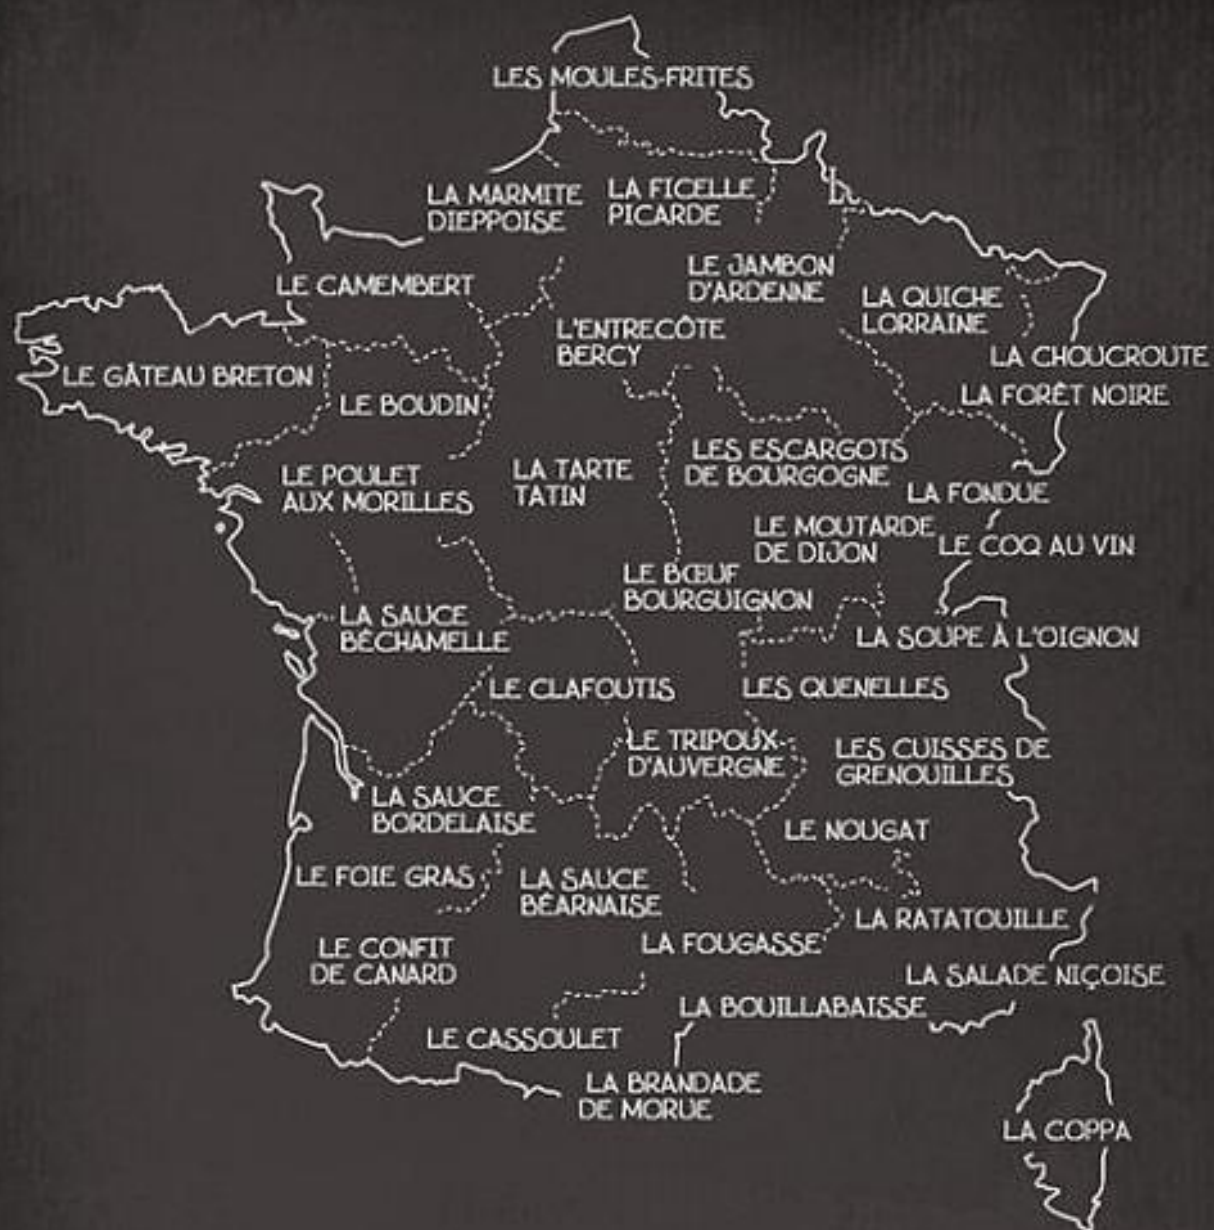 LES MOULES-FRITES
LA MARMITE
DIEPPOISE
LA FICELLE
PICARDE
LE CAMEMBERT
LE JAMBON
D'ARDENNE
LA QUICHE
LORRAINE
L'ENTRECÔTE
BERCY
LA CHOUCROUTE
LE GÂTEAU BRETON
LE BOUDIN
LA FORÊT NOIRE
LE POULET
AUX MORILLES
LA TARTE
TATIN
LES ESCARGOTS
DE BOURGOGNE
LA FONDUE
LE MOUTARDE
DE DIJON
LE COQ AU VIN
LE BŒUF
BOURGUIGNON
LA SAUCE
BÉCHAMELLE
LA SOUPE À L'OIGNON
LE CLAFOUTIS
LES QUENELLES
LE TRIPOUX
D'AUVERGNE
LES CUISSES DE
GRENOUILLES
LA SAUCE
BORDELAISE
LE NOUGAT
LE FOIE GRAS
LA SAUCE
BÉARNAISE
LA RATATOUILLE
LE CONFIT
DE CANARD
LA FOUGASSE
LA SALADE NIÇOISE
LA BOUILLABAISSE
LE CASSOULET
LA BRANDADE
DE MORUE
LA COPPA